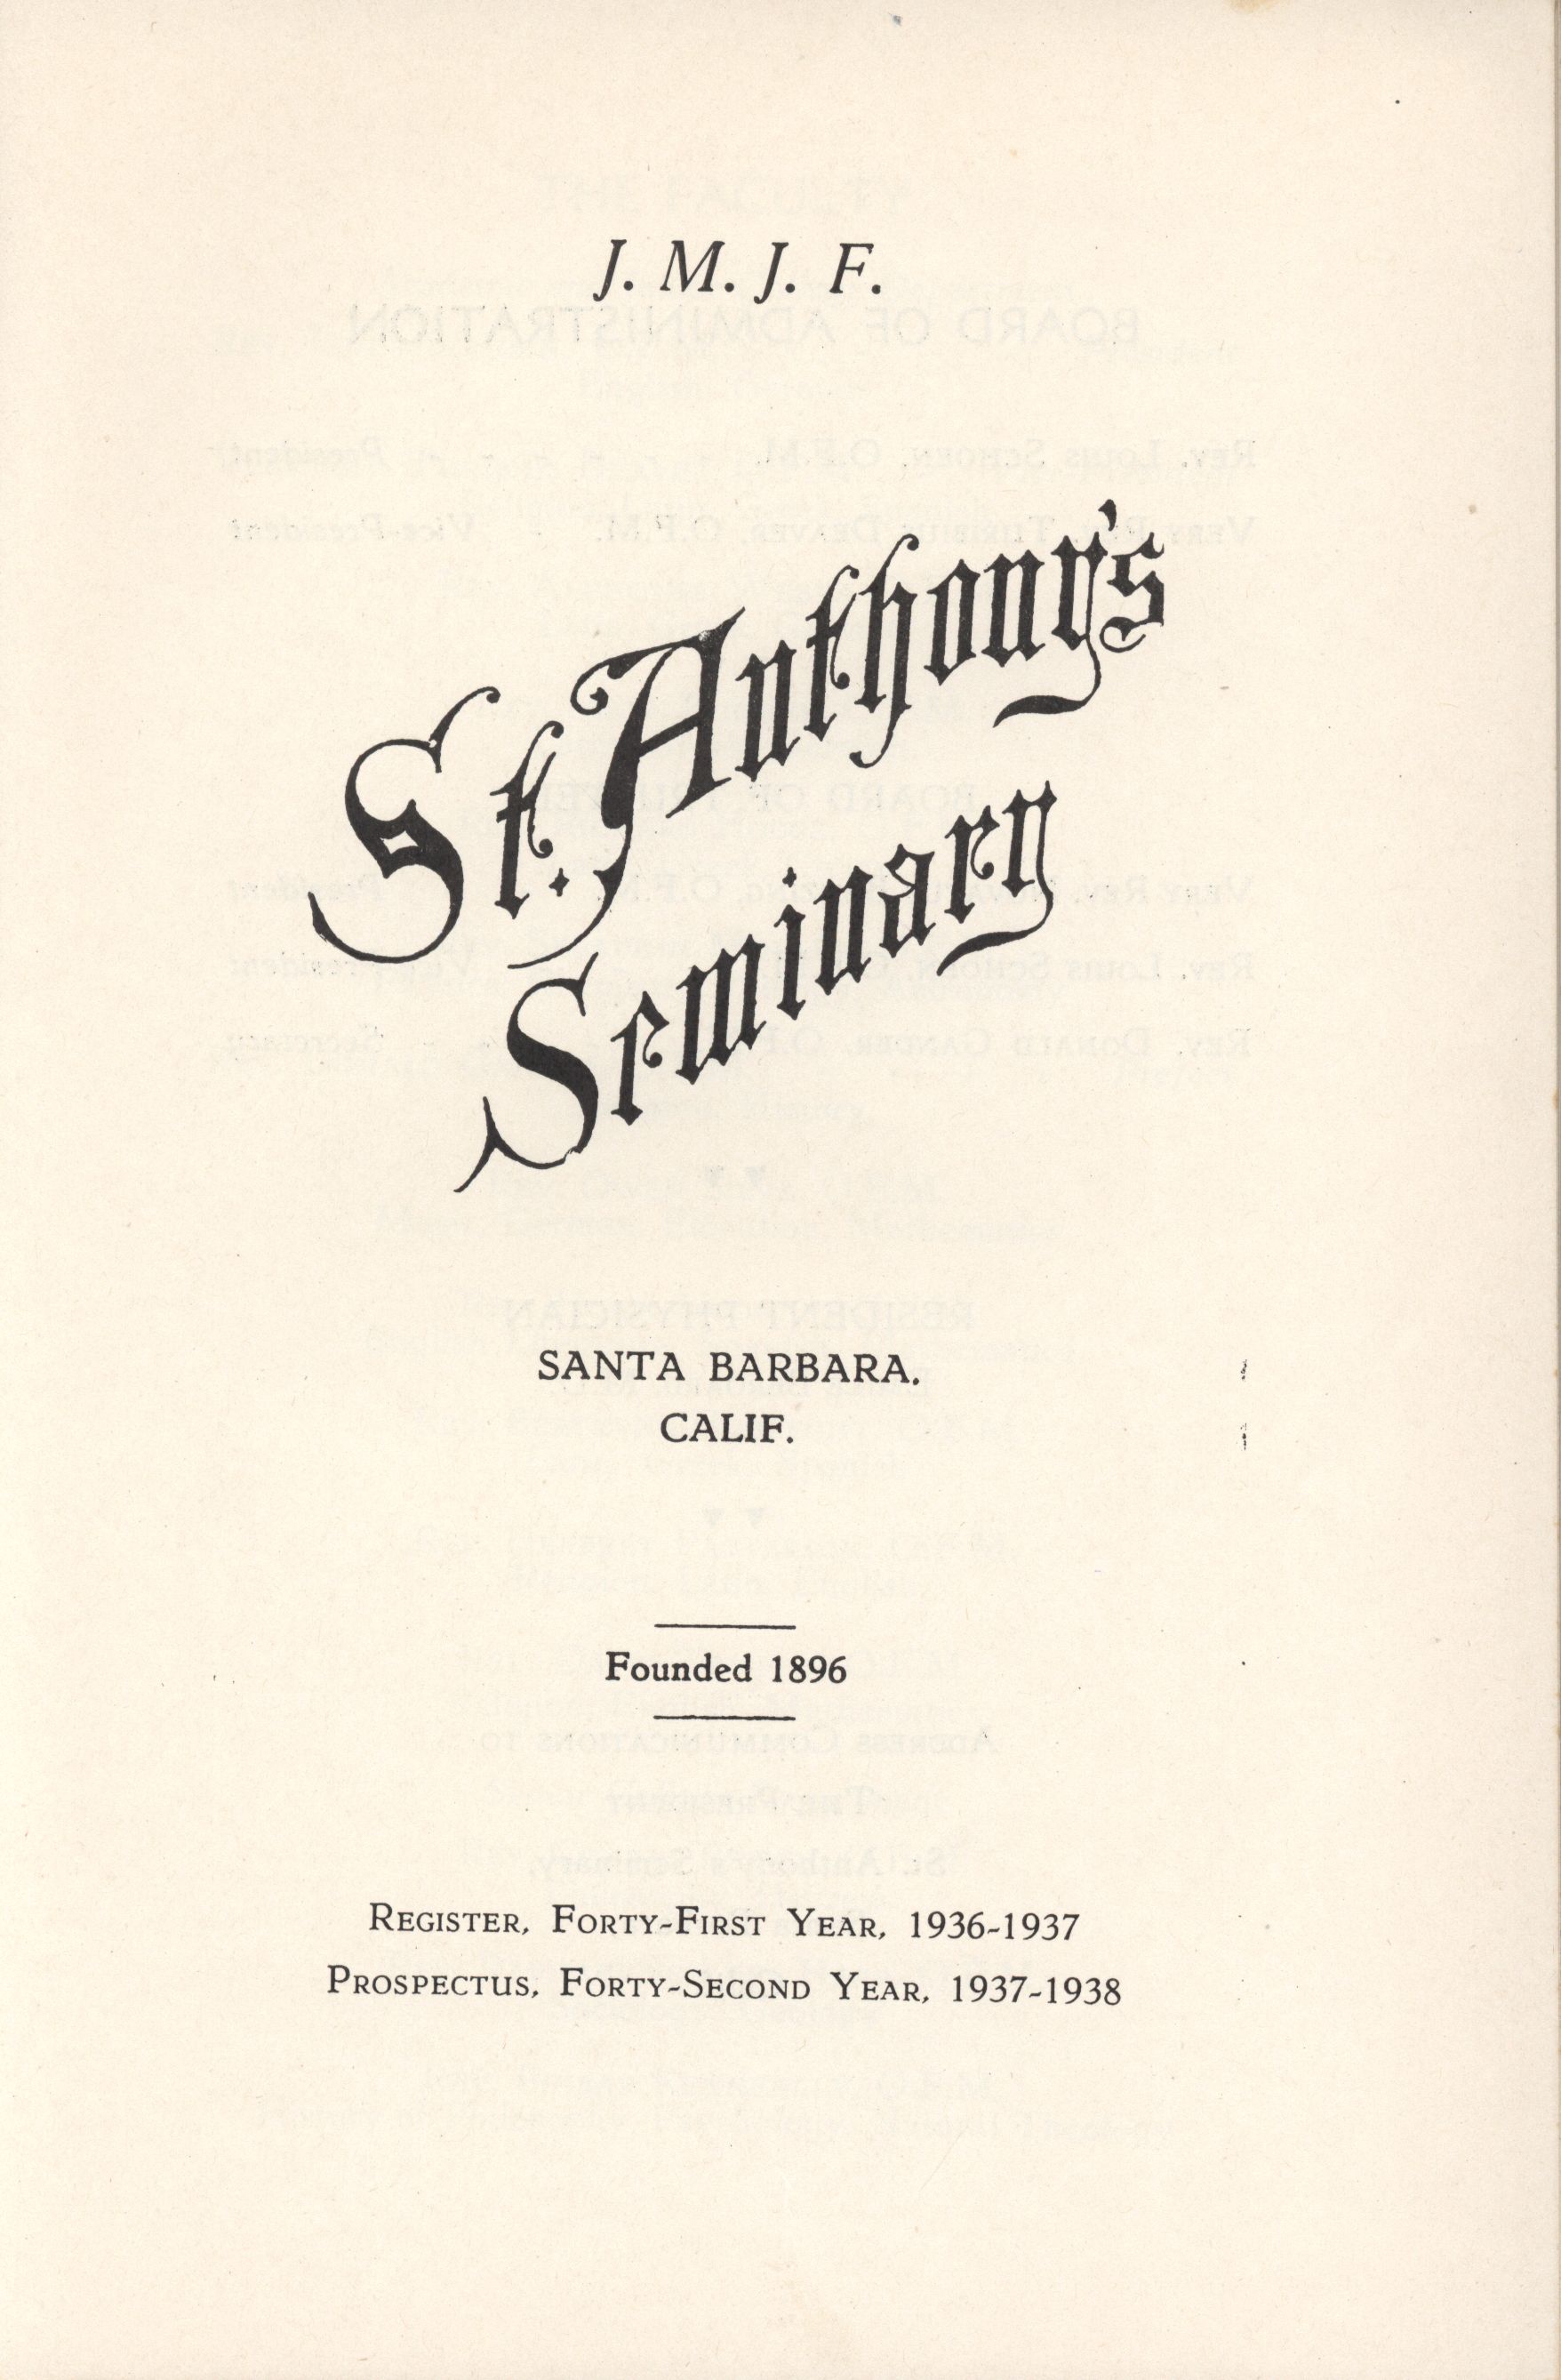 J. M. J. F.
St. Anthony's
Seminary
SANTA BARBARA.
CALIF.
Founded 1896
REGISTER, FORTY-FIRST YEAR, 1936-1937
PROSPECTUS, FORTY-SECOND YEAR, 1937-1938